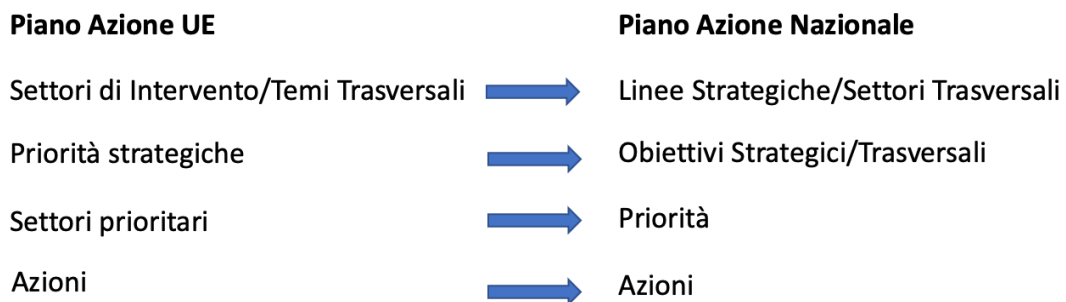 Piano Azione UE
Piano Azione Nazionale
Settori di Intervento/Temi Trasversali
Linee Strategiche/Settori Trasversali
Priorità strategiche
Obiettivi Strategici/Trasversali
Settori prioritari
Priorità
Azioni
Azioni